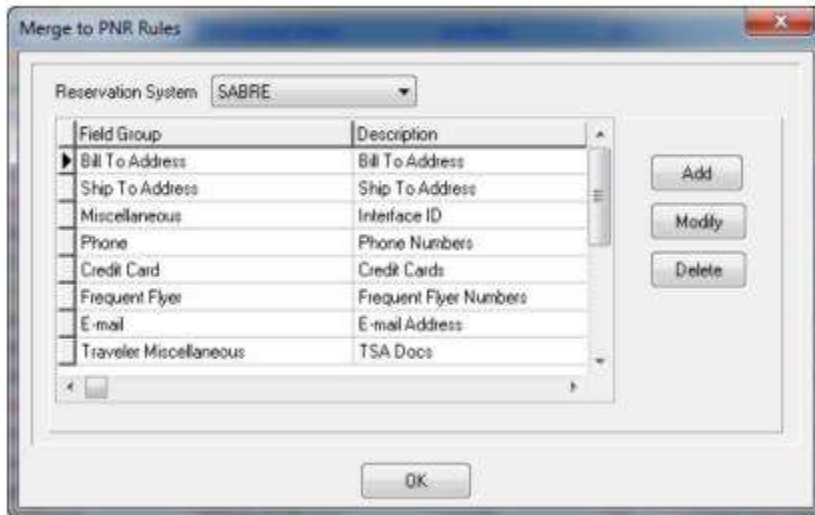 Merge to PNR Rules
Reservation System SABRE
Field Group Description
Bill To Address Bill To Address
Ship To Address Ship To Address
Miscellaneous Interface ID
Phone Phone Numbers
Credit Card Credit Cards
Frequent Flyer Frequent Flyer Numbers
E-mail E-mail Address
Traveler Miscellaneous TSA Docs
Add
Modify
Delete
OK